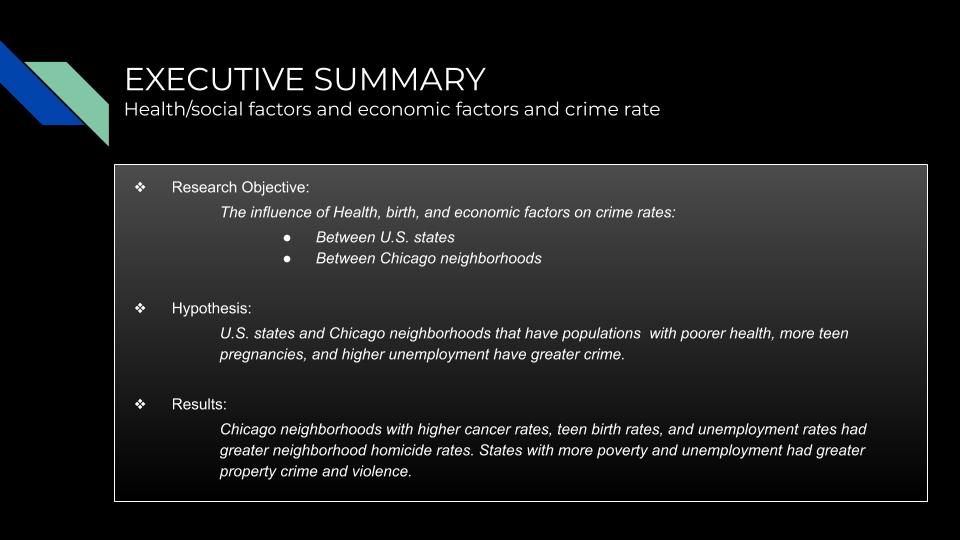 EXECUTIVE SUMMARY
Health/social factors and economic factors and crime rate
❖ Research Objective:
The influence of Health, birth, and economic factors on crime rates:
● Between U.S. states
● Between Chicago neighborhoods
❖ Hypothesis:
U.S. states and Chicago neighborhoods that have populations  with poorer health, more teen
pregnancies, and higher unemployment have greater crime.
❖ Results:
Chicago neighborhoods with higher cancer rates, teen birth rates, and unemployment rates had
greater neighborhood homicide rates. States with more poverty and unemployment had greater
property crime and violence.